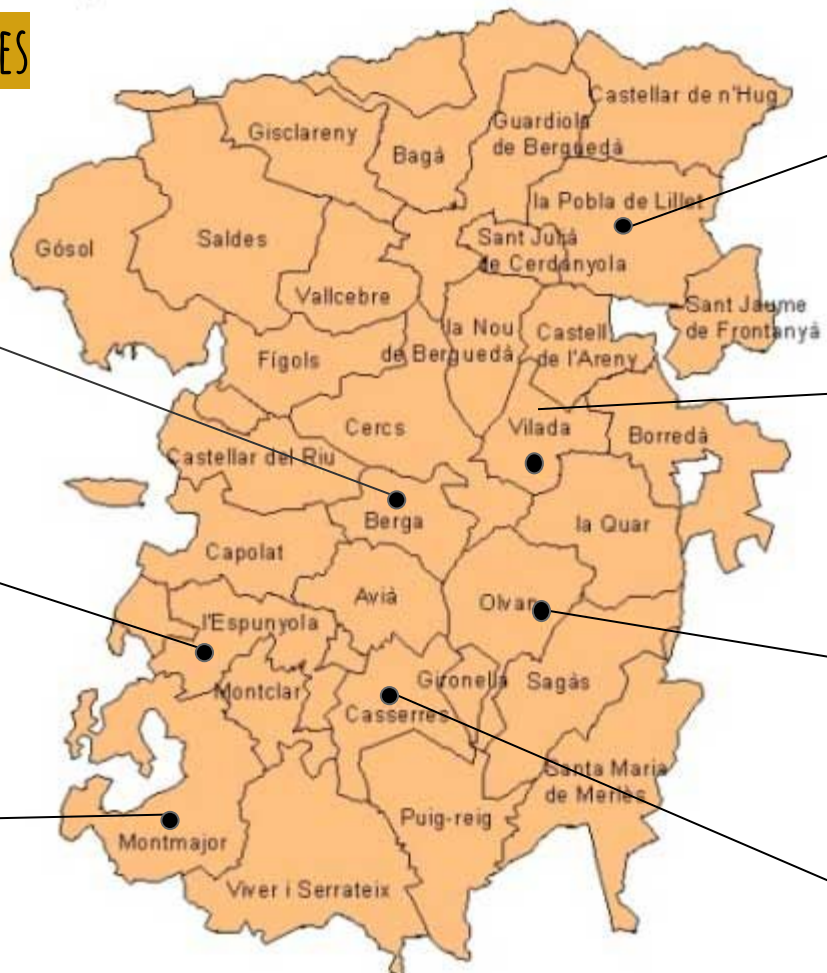 ES
Castellar de n'Hug
Gisclareny
Guardiola
de Berguedà
Bagà
la Pobla de Lillet
Gósol
Saldes
Sant Julià
de Cerdanyola
Vallcebre
Sant Jaume
de Frontanyà
la Nou
de Berguedà
Castell
de l'Areny
Fígols
Cercs
Vilada
Borredà
Castellar del Riu
Berga
la Quar
Capolat
Avià
Olvan
l'Espunyola
Gironella
Sagàs
Montclar
Casserres
Santa Maria
de Merlès
Puig-reig
Montmajor
Viver i Serrateix